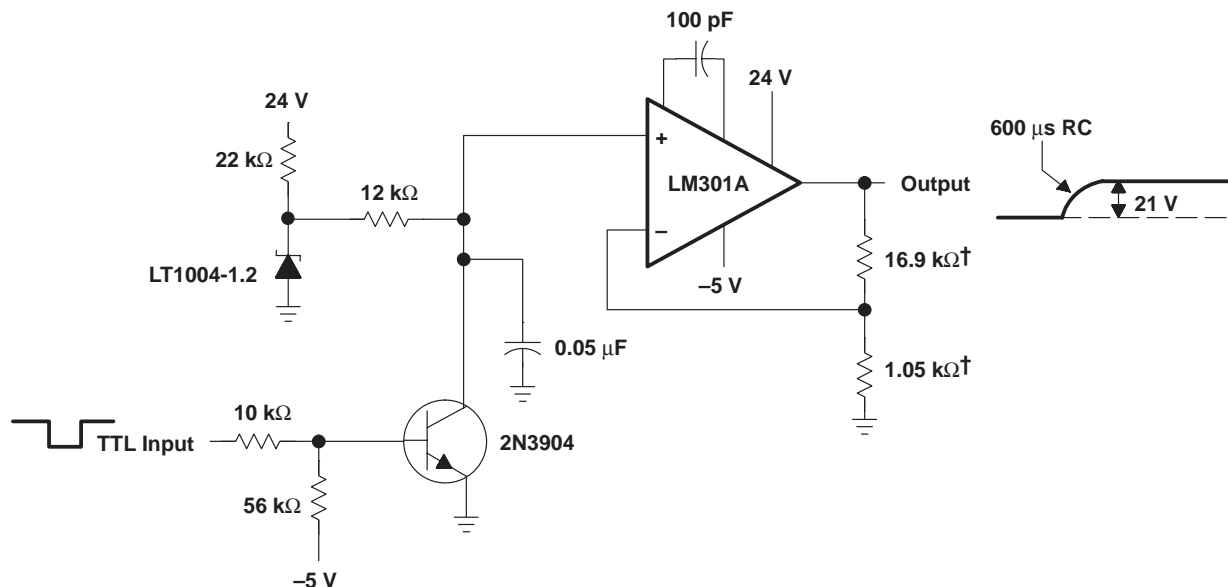 100 pF
24 V
600 μs RC
24 V
22 kΩ
12 kΩ
+
LM301A
Output
21 V
−
LT1004-1.2
–5 V
16.9 kΩ†
0.05 μF
1.05 kΩ†
10 kΩ
TTL Input
2N3904
56 kΩ
–5 V